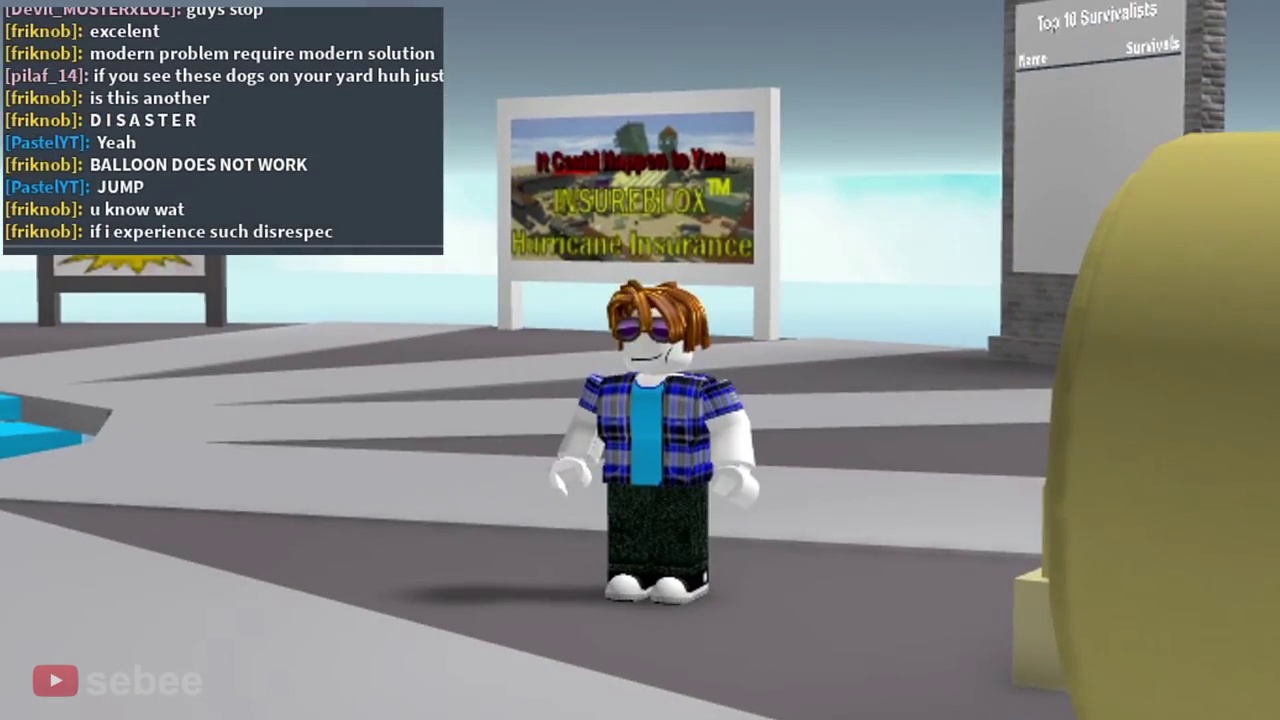 [Devil_MOSTERxLOL]: guys stop
[friknob]: excelent
[friknob]: modern problem require modern solution
[pilaf_14]: if you see these dogs on your yard huh just
[friknob]: is this another
[friknob]: D I S A S T E R
[PastelYT]: Yeah
[friknob]: BALLOON DOES NOT WORK
[PastelYT]: JUMP
[friknob]: u know wat
[friknob]: if i experience such disrespec
Top 10 Survivalists
Name Survivals
It Could Happen to You
INSUREBLOX™
Hurricane Insurance
sebee